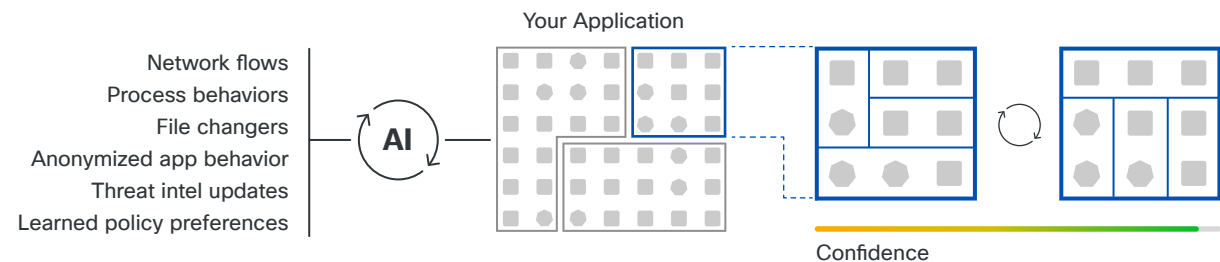 Your Application
Network flows
Process behaviors
File changers
Anonymized app behavior
Threat intel updates
Learned policy preferences
AI
Confidence